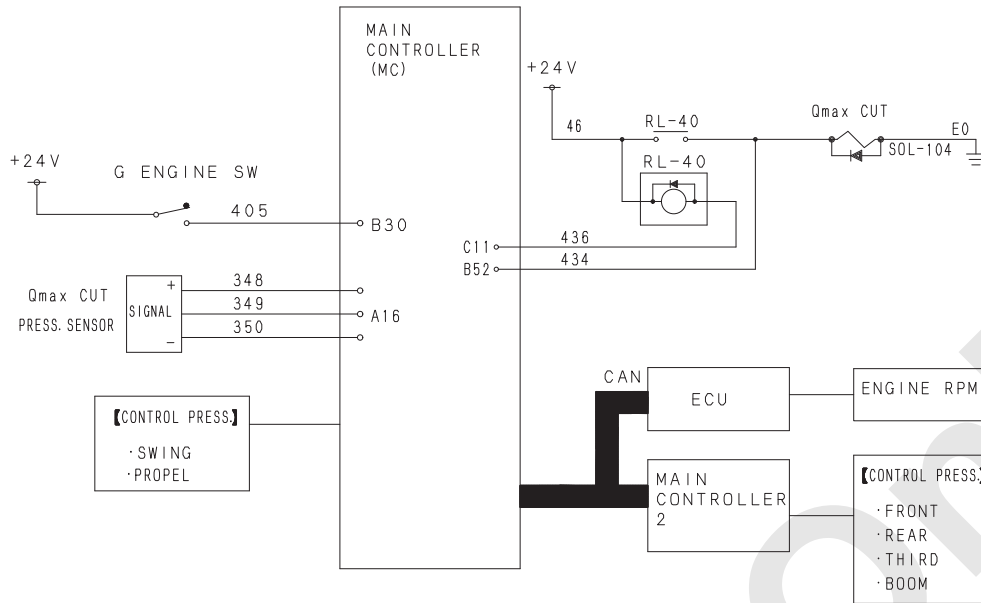 MAIN
CONTROLLER
(MC)
+24V
46
RL-40
RL-40
Qmax CUT
SOL-104
E0
+24V
G ENGINE SW
405
B30
C11
436
B52
434
Qmax CUT
PRESS. SENSOR
SIGNAL
+
-
348
349
350
A16
【CONTROL PRESS.】
·SWING
·PROPEL
CAN
ECU
ENGINE RPM
MAIN
CONTROLLER
2
【CONTROL PRESS.】
·FRONT
·REAR
·THIRD
·BOOM